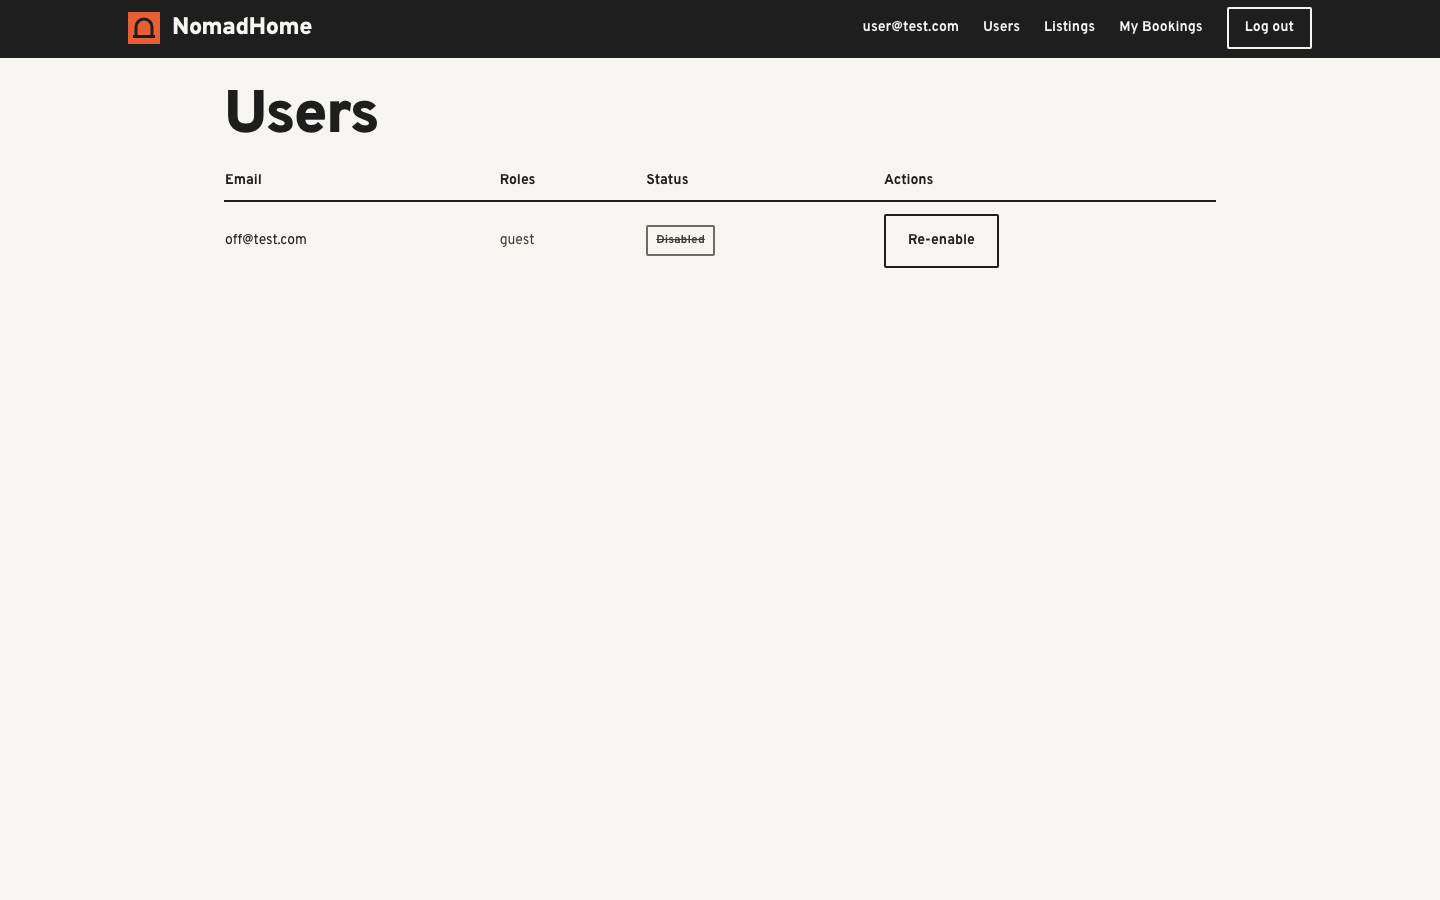 NomadHome
user@test.com Users Listings My Bookings Log out
Users
Email Roles Status Actions
off@test.com guest Disabled Re-enable